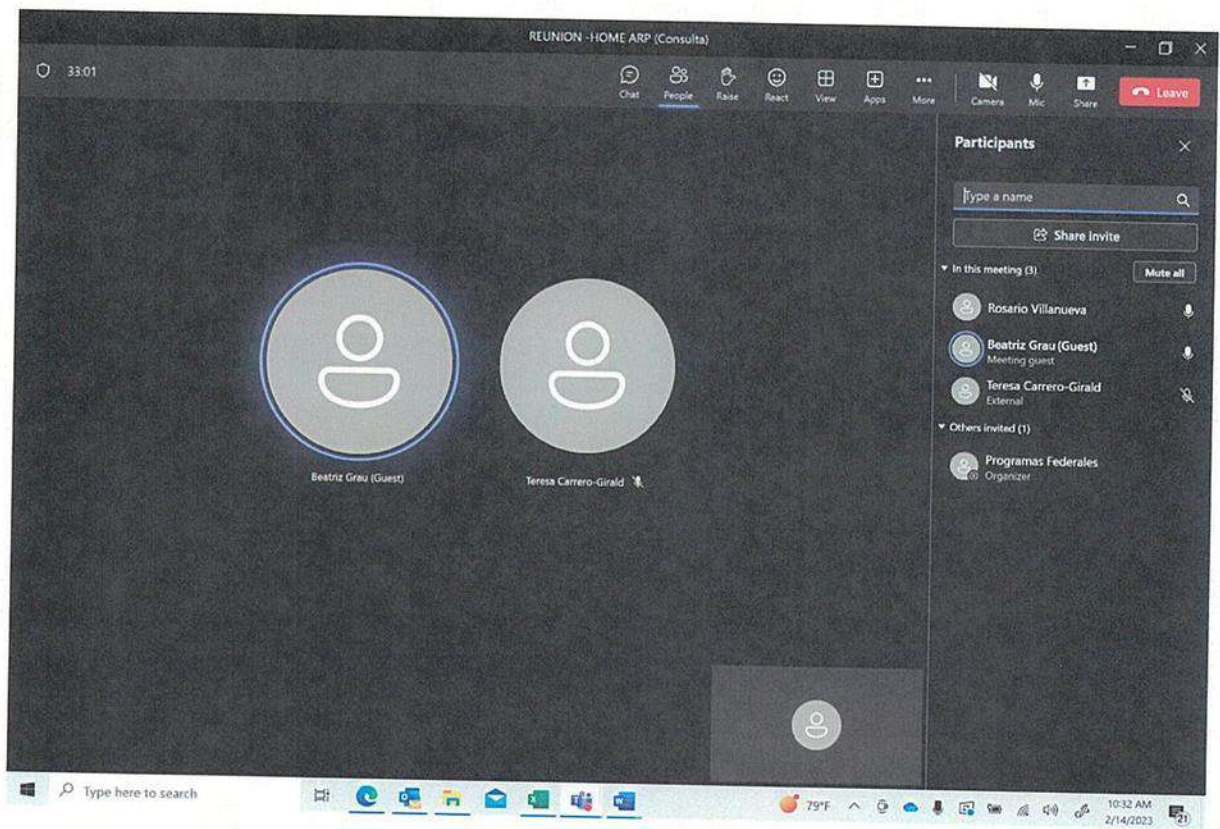 REUNION -HOME ARP (Consulta)
33:01
Chat People Raise React View Apps More Camera Mic Share Leave
Participants
Type a name
Share invite
In this meeting (3) Mute all
Rosario Villanueva
Beatriz Grau (Guest)
Meeting guest
Teresa Carrero-Girald
External
Others invited (1)
Programas Federales
Organizer
Beatriz Grau (Guest) Teresa Carrero-Girald
Type here to search
79°F
10:32 AM
2/14/2023
21